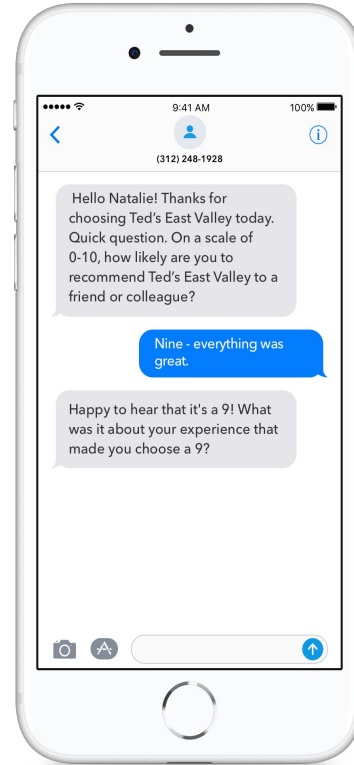 9:41 AM
100%
(312) 248-1928
Hello Natalie! Thanks for
choosing Ted's East Valley today.
Quick question. On a scale of
0-10, how likely are you to
recommend Ted's East Valley to a
friend or colleague?
Nine - everything was
great.
Happy to hear that it's a 9! What
was it about your experience that
made you choose a 9?